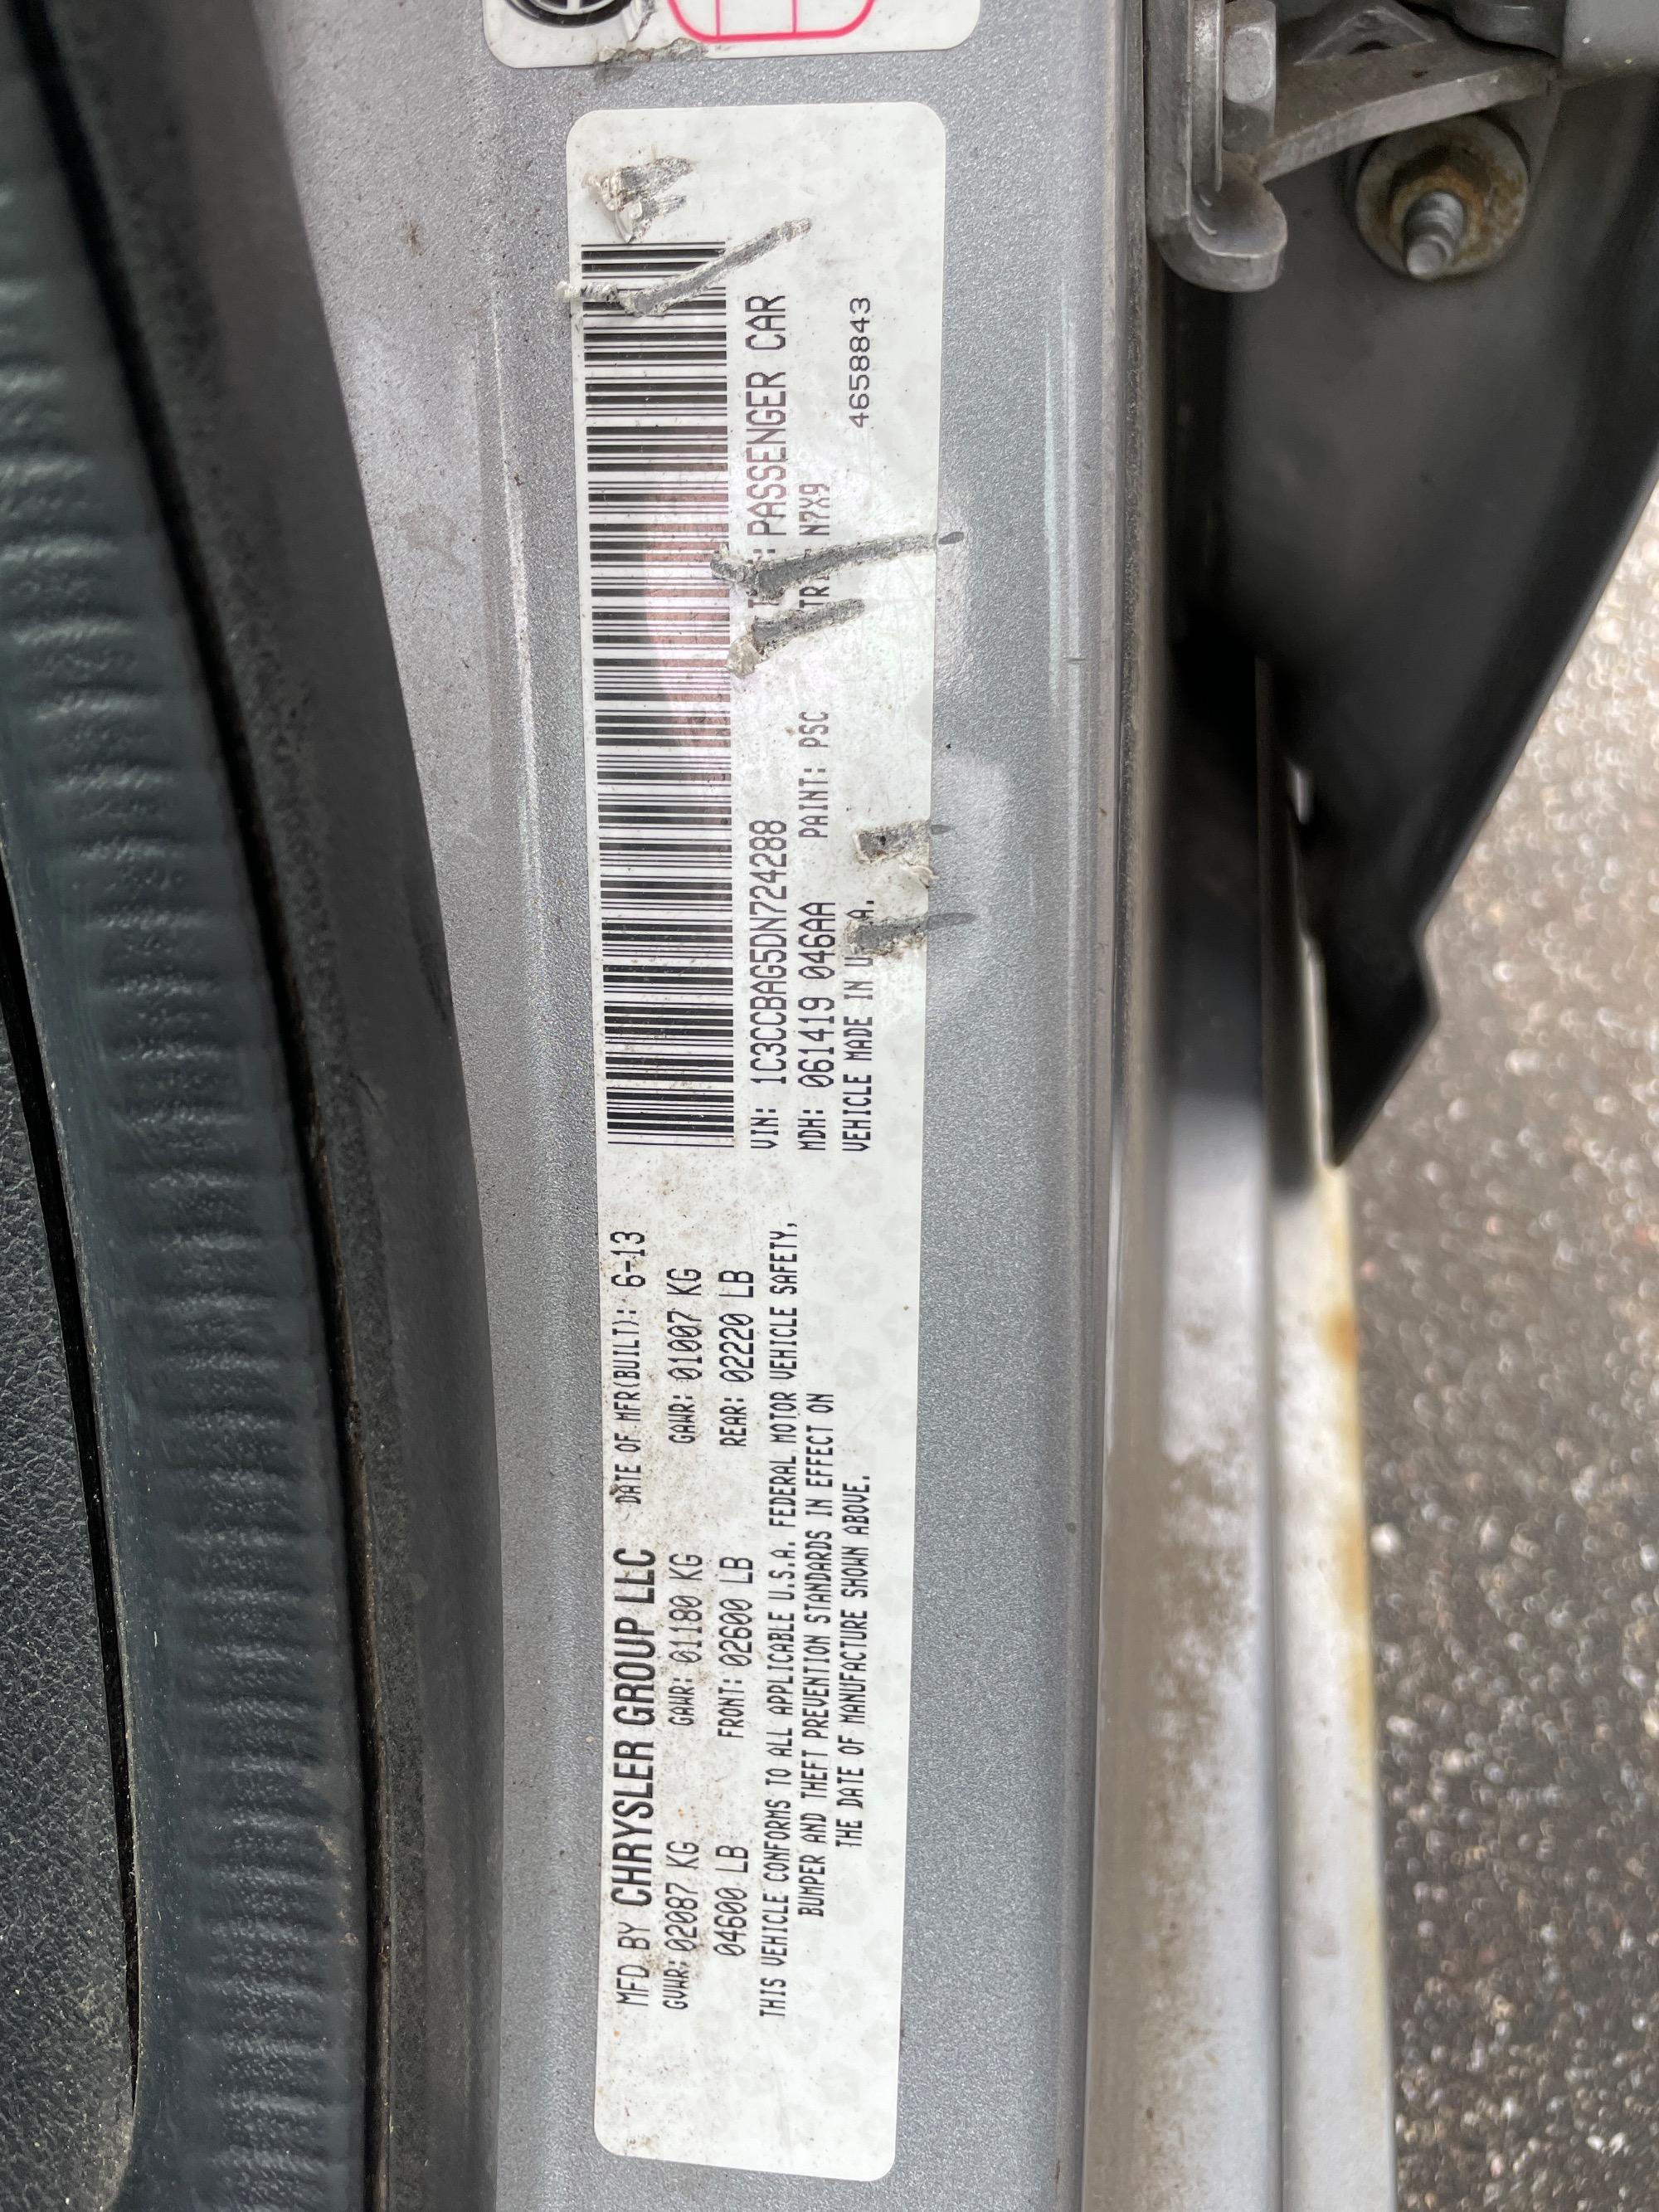 MFD BY CHRYSLER GROUP LLC DATE OF MFR(BUILT): 6-13
GVWR: 02087 KG GAWR: 01180 KG GAWR: 01007 KG
04600 LB FRONT: 02600 LB REAR: 02220 LB
THIS VEHICLE CONFORMS TO ALL APPLICABLE U.S.A. FEDERAL MOTOR VEHICLE SAFETY,
BUMPER AND THEFT PREVENTION STANDARDS IN EFFECT ON
THE DATE OF MANUFACTURE SHOWN ABOVE.
VIN: 1C3CCBAG5DN724288 PASSENGER CAR
MDH: 061419 046AA PAINT: PSC N7X9
VEHICLE MADE IN 4658843